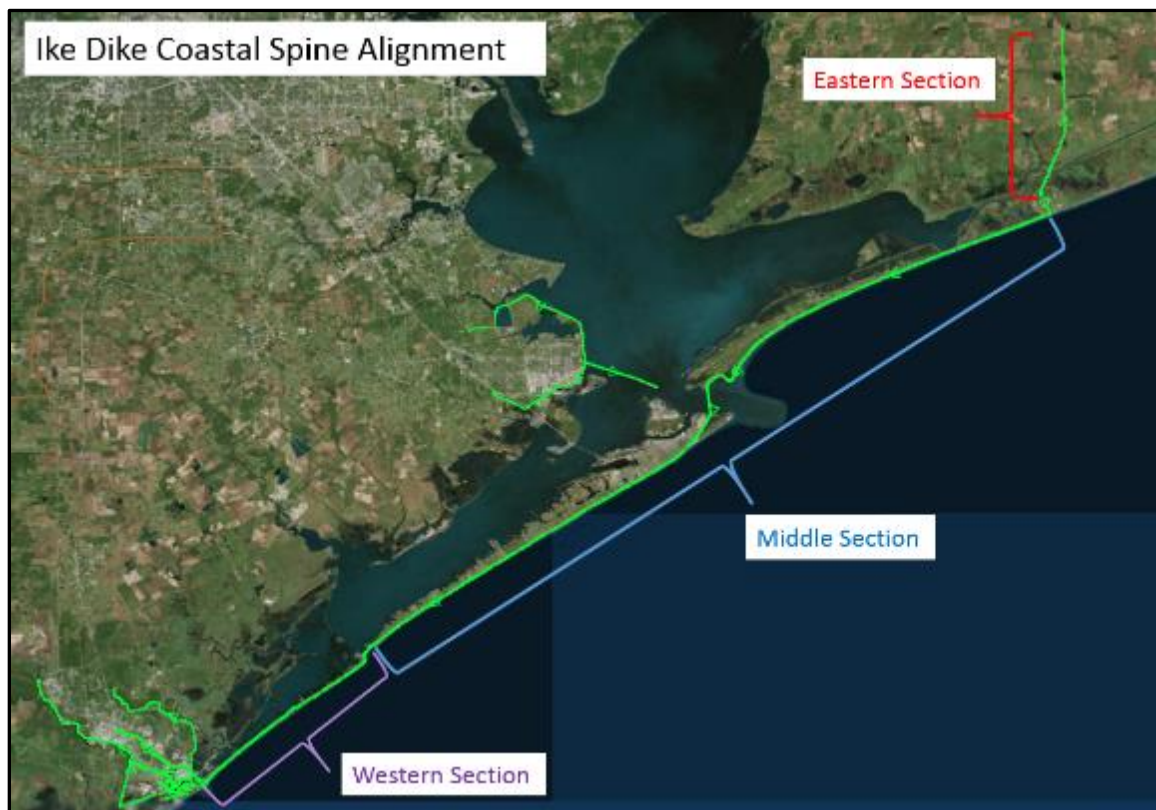 Ike Dike Coastal Spine Alignment
Eastern Section
Middle Section
Western Section